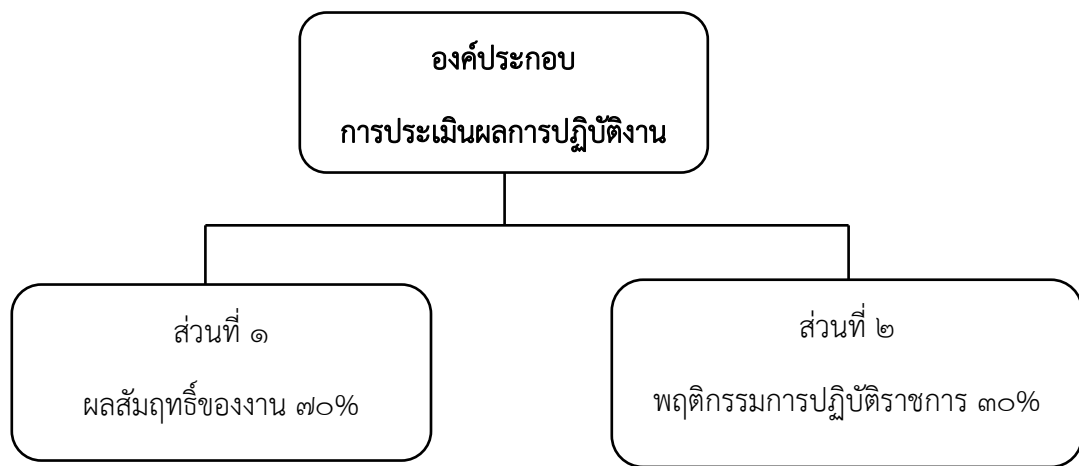 องค์ประกอบ
การประเมินผลการปฏิบัติงาน
ส่วนที่ ๑
ผลสัมฤทธิ์ของงาน ๗๐%
ส่วนที่ ๒
พฤติกรรมการปฏิบัติราชการ ๓๐%